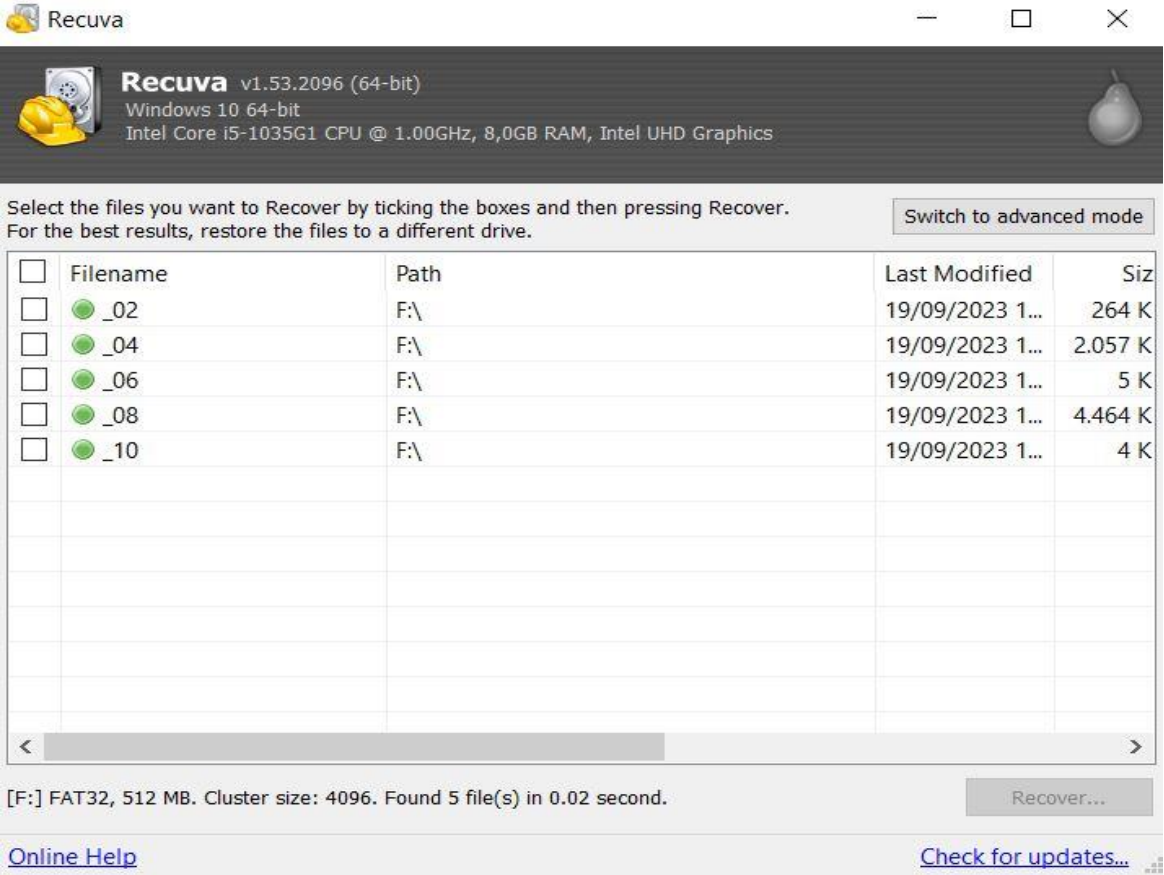 Recuva
Recuva v1.53.2096 (64-bit)
Windows 10 64-bit
Intel Core i5-1035G1 CPU @ 1.00GHz, 8,0GB RAM, Intel UHD Graphics
Select the files you want to Recover by ticking the boxes and then pressing Recover.
For the best results, restore the files to a different drive.
Switch to advanced mode
Filename Path Last Modified Siz
_02 F:\ 19/09/2023 1... 264 K
_04 F:\ 19/09/2023 1... 2.057 K
_06 F:\ 19/09/2023 1... 5 K
_08 F:\ 19/09/2023 1... 4.464 K
_10 F:\ 19/09/2023 1... 4 K
[F:] FAT32, 512 MB. Cluster size: 4096. Found 5 file(s) in 0.02 second.
Recover...
Online Help Check for updates...